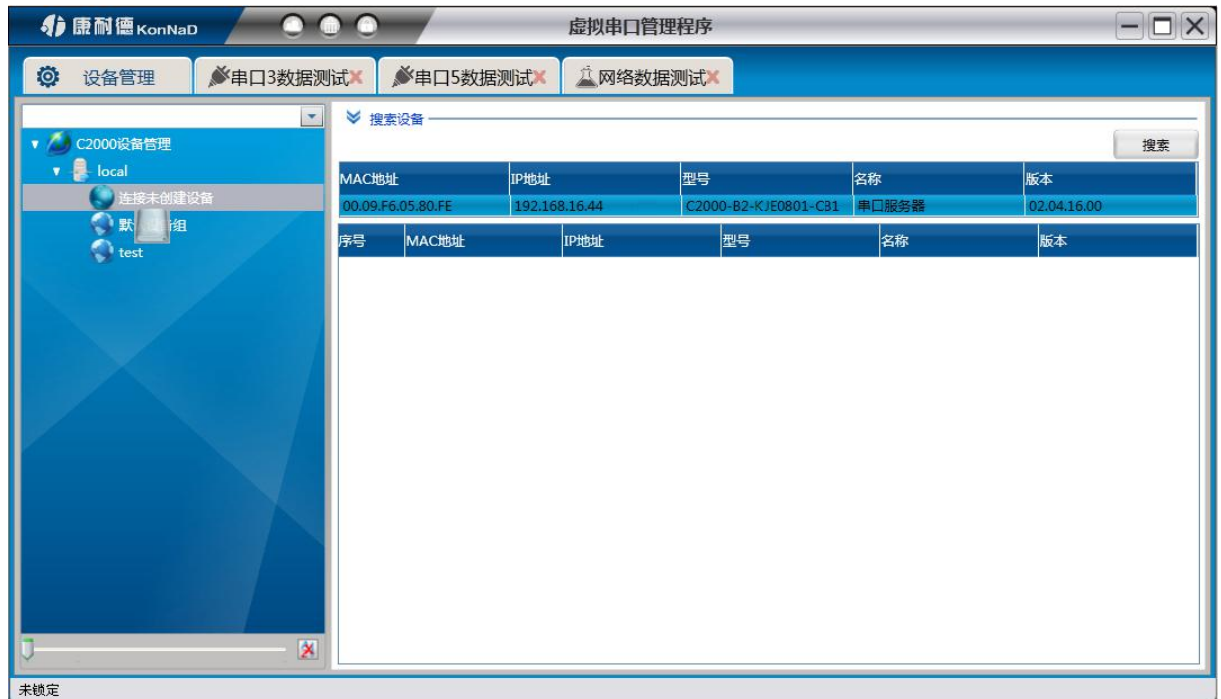 康耐德 KonNaD
虚拟串口管理程序
设备管理 串口3数据测试 串口5数据测试 网络数据测试
搜索设备
C2000设备管理
搜索
local
MAC地址 IP地址 型号 名称 版本
连接未创建设备
00.09.F6.05.80.FE 192.168.16.44 C2000-B2-KJE0801-CB1 串口服务器 02.04.16.00
默 组
序号 MAC地址 IP地址 型号 名称 版本
test
未锁定